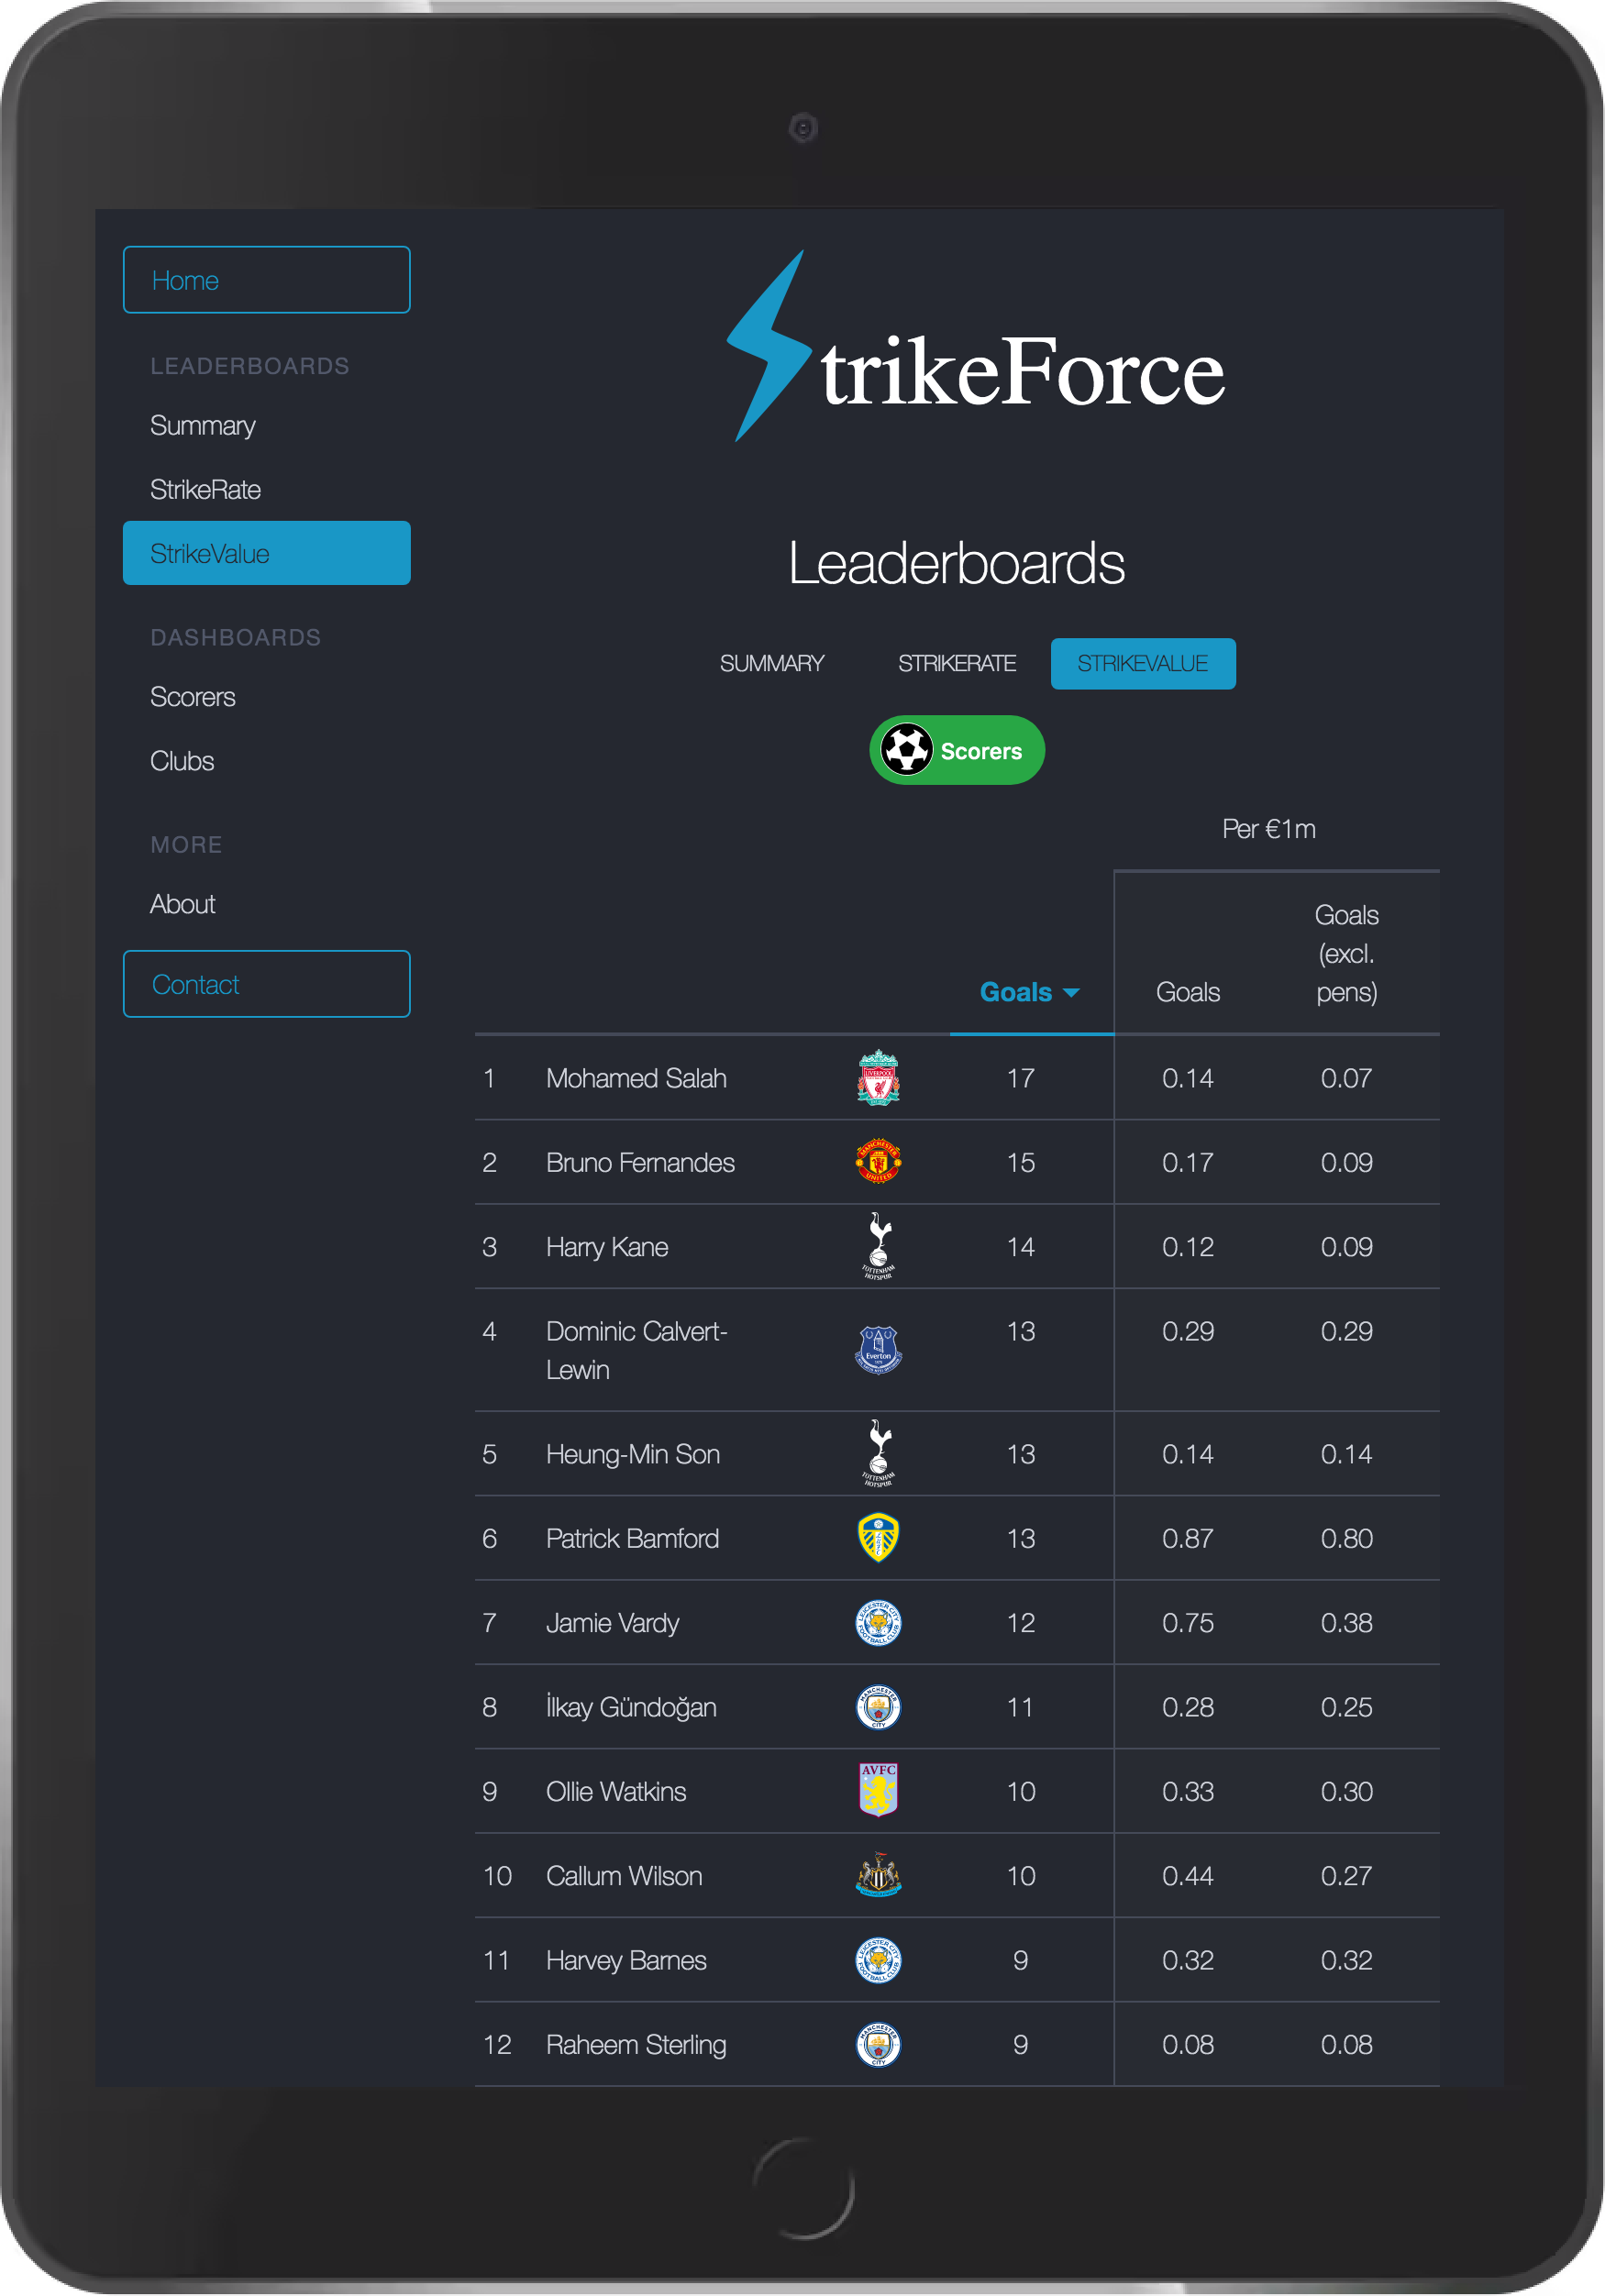 Home
LEADERBOARDS
Summary
StrikeRate
StrikeValue
DASHBOARDS
Scorers
Clubs
MORE
About
Contact
trikeForce
Leaderboards
SUMMARY STRIKERATE STRIKEVALUE
Scorers
Per €1m
Goals Goals Goals (excl. pens)
1 Mohamed Salah LIVERPOOL 17 0.14 0.07
2 Bruno Fernandes MANCHESTER UNITED 15 0.17 0.09
3 Harry Kane TOTTENHAM HOTSPUR 14 0.12 0.09
4 Dominic Calvert-Lewin Everton 13 0.29 0.29
5 Heung-Min Son TOTTENHAM HOTSPUR 13 0.14 0.14
6 Patrick Bamford 13 0.87 0.80
7 Jamie Vardy LEICESTER CITY FOOTBALL CLUB 12 0.75 0.38
8 İlkay Gündoğan MANCHESTER CITY 11 0.28 0.25
9 Ollie Watkins AVFC 10 0.33 0.30
10 Callum Wilson 10 0.44 0.27
11 Harvey Barnes LEICESTER CITY FOOTBALL CLUB 9 0.32 0.32
12 Raheem Sterling MANCHESTER CITY 9 0.08 0.08